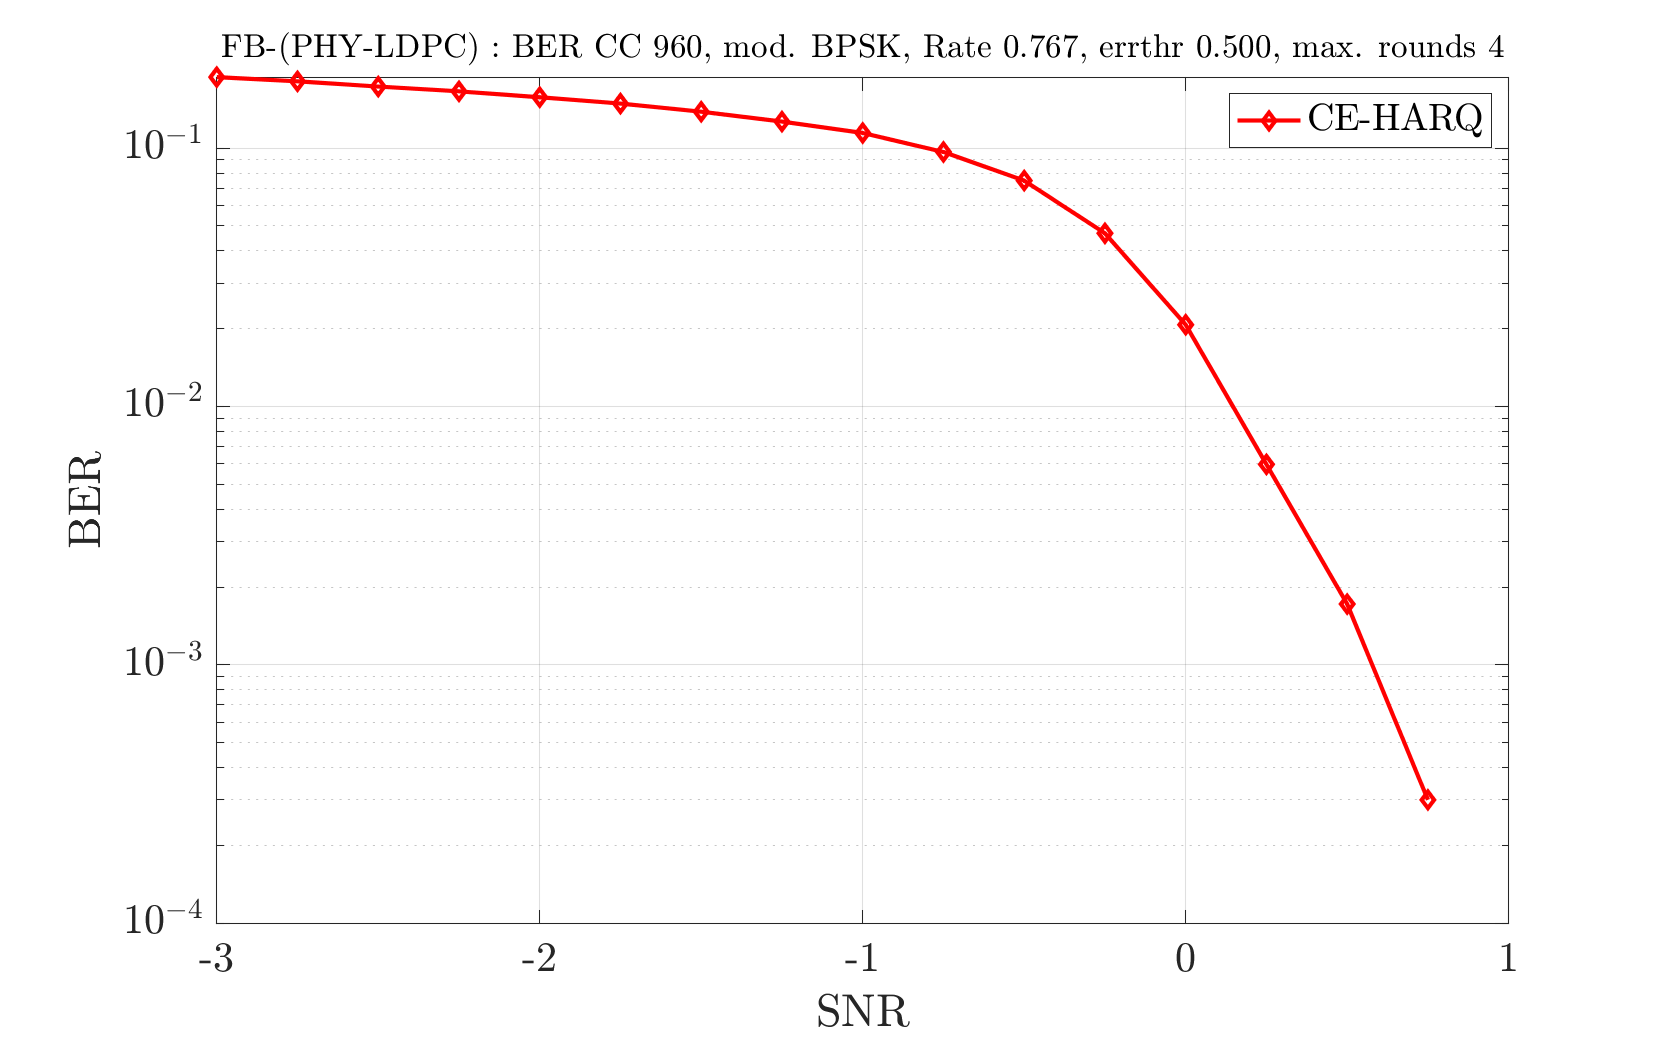 FB-(PHY-LDPC) : BER CC 960, mod. BPSK, Rate 0.767, errthr 0.500, max. rounds 4
CE-HARQ
10⁻¹
10⁻²
10⁻³
10⁻⁴
BER
-3 -2 -1 0 1
SNR